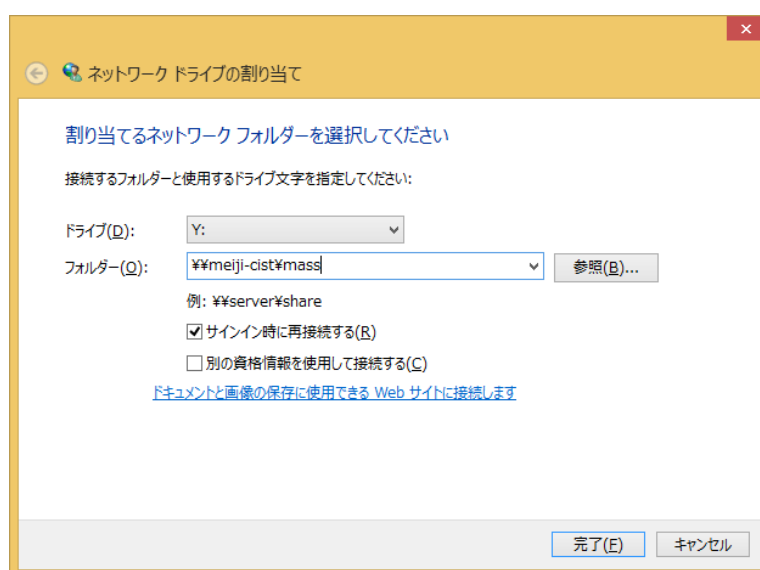 ネットワーク ドライブの割り当て
割り当てるネットワーク フォルダーを選択してください
接続するフォルダーと使用するドライブ文字を指定してください:
ドライブ(D): Y:
フォルダー(O): ¥¥meiji-cist¥mass 参照(B)...
例: ¥¥server¥share
サインイン時に再接続する(R)
別の資格情報を使用して接続する(C)
ドキュメントと画像の保存に使用できる Web サイトに接続します
完了(F) キャンセル